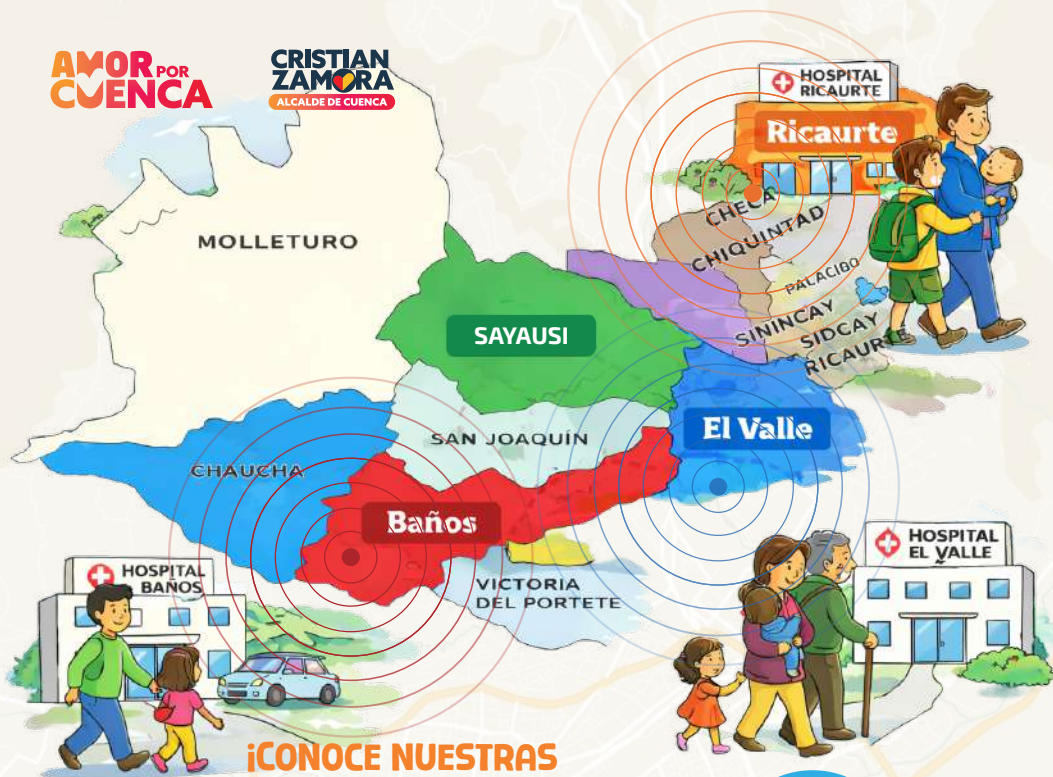 AMOR POR
CUENCA
CRISTIAN
ZAMORA
ALCALDE DE CUENCA
HOSPITAL
RICAURTE
Ricaurte
CHECA
CHIQUINTAD
PALACIBO
SININCAY
SIDCAY
RICAUR
MOLLETURO
SAYAUSI
SAN JOAQUÍN
El Valle
CHAUCHA
Baños
VICTORIA
DEL PORTETE
HOSPITAL
EL VALLE
HOSPITAL
BAÑOS
¡CONOCE NUESTRAS